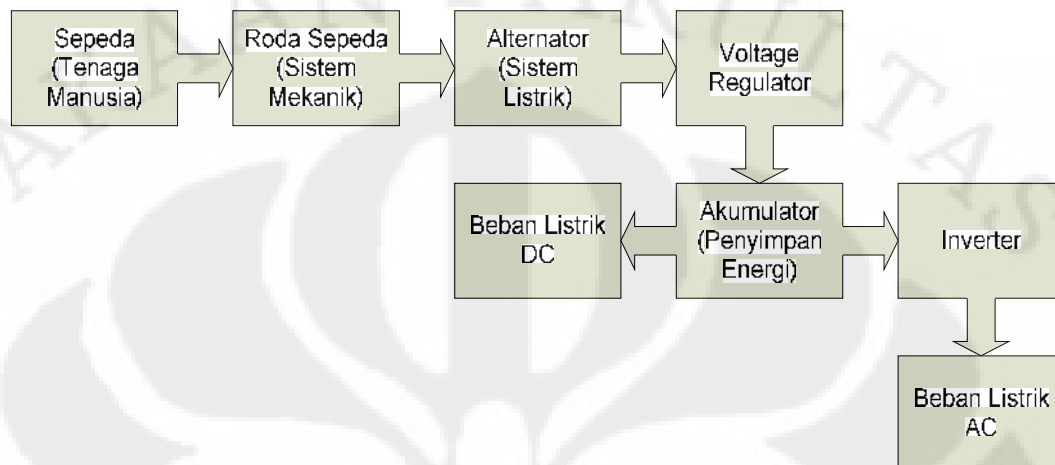 Sepeda
(Tenaga
Manusia)
Roda Sepeda
(Sistem
Mekanik)
Alternator
(Sistem
Listrik)
Voltage
Regulator
Beban Listrik
DC
Akumulator
(Penyimpan
Energi)
Inverter
Beban Listrik
AC